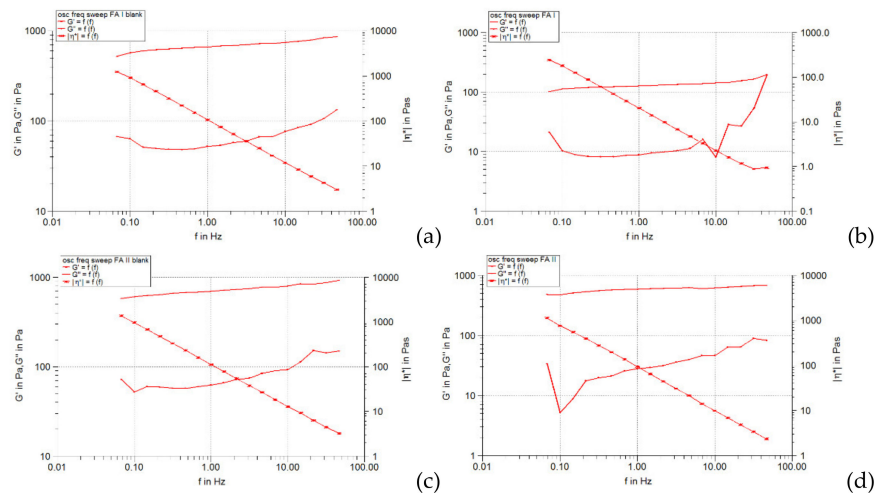 osc freq sweep FA I blank
G' = f (f)
G'' = f (f)
|η*| = f (f)
1000
100
10
G' in Pa,G'' in Pa
10000
1000
100
10
1
|η*| in Pas
0.01
0.10
1.00
10.00
100.00
f in Hz
(a)
osc freq sweep FA I
G' = f (f)
G'' = f (f)
|η*| = f (f)
1000
100
10
1
G' in Pa,G'' in Pa
1000.0
100.0
10.0
1.0
0.1
|η*| in Pas
0.01
0.10
1.00
10.00
100.00
f in Hz
(b)
osc freq sweep FA II blank
G' = f (f)
G'' = f (f)
|η*| = f (f)
1000
100
10
G' in Pa,G'' in Pa
10000
1000
100
10
1
|η*| in Pas
0.01
0.10
1.00
10.00
100.00
f in Hz
(c)
osc freq sweep FA II
G' = f (f)
G'' = f (f)
|η*| = f (f)
1000
100
10
1
G' in Pa,G'' in Pa
10000
1000
100
10
1
|η*| in Pas
0.01
0.10
1.00
10.00
100.00
f in Hz
(d)